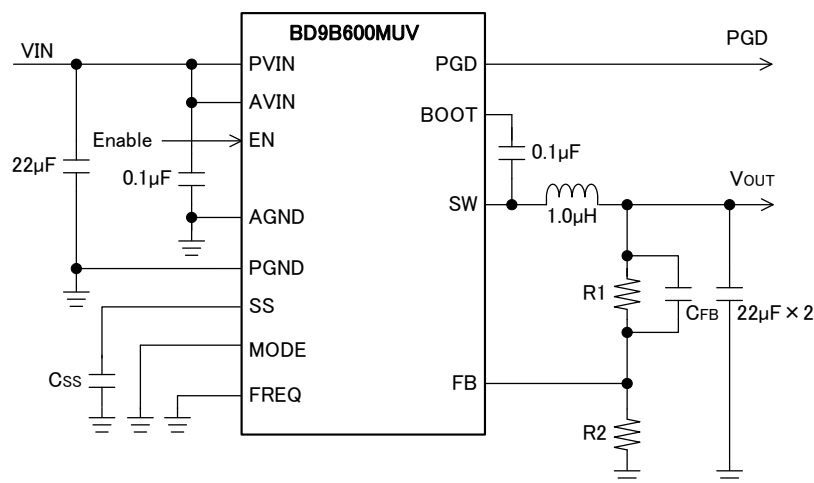 BD9B600MUV
VIN
PGD
PVIN
PGD
AVIN
BOOT
Enable
EN
22µF
0.1µF
0.1µF
SW
VOUT
1.0µH
AGND
PGND
R1
CFB
22µF×2
SS
MODE
CSS
FB
FREQ
R2